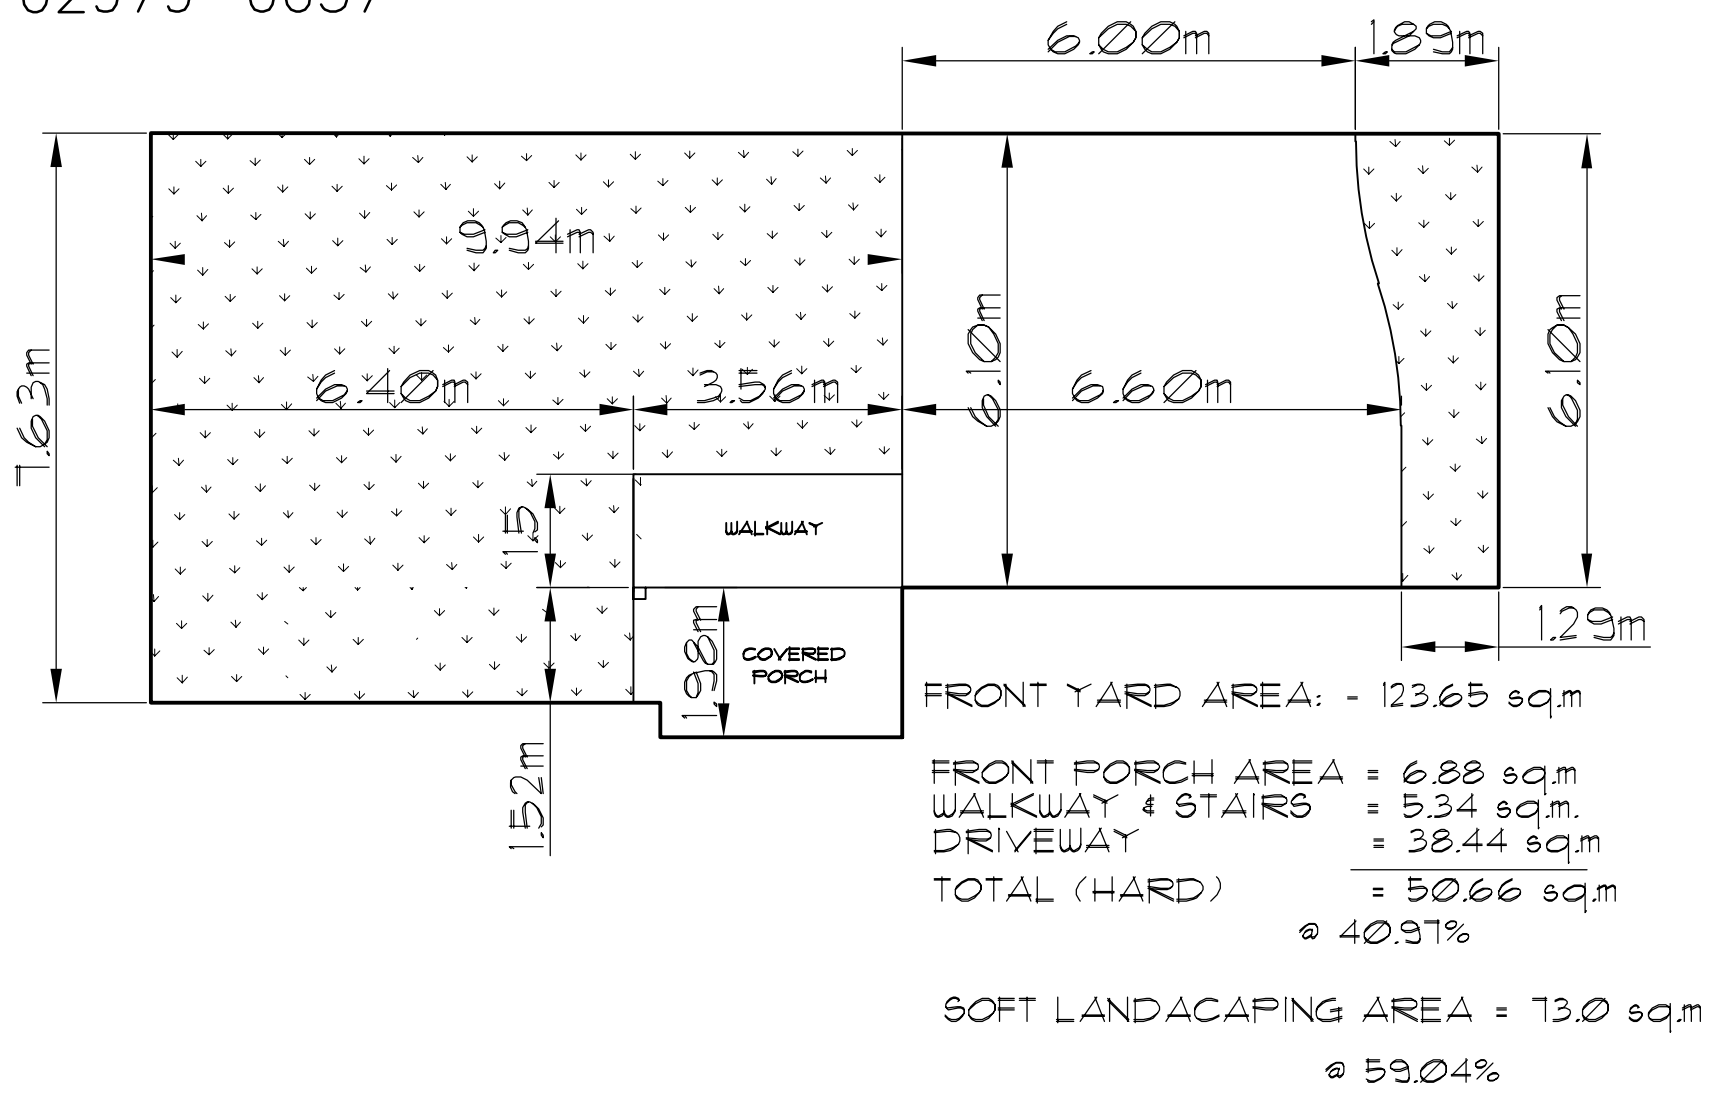 6.00m
1.89m
9.94m
7.63m
6.40m
3.56m
6.10m
6.60m
6.10m
1.5
WALKWAY
1.98m
COVERED
PORCH
1.29m
1.52m
FRONT YARD AREA: - 123.65 sq.m
FRONT PORCH AREA = 6.88 sq.m
WALKWAY & STAIRS = 5.34 sq.m.
DRIVEWAY = 38.44 sq.m
TOTAL (HARD) = 50.66 sq.m
@ 40.97%
SOFT LANDACAPING AREA = 73.0 sq.m
@ 59.04%